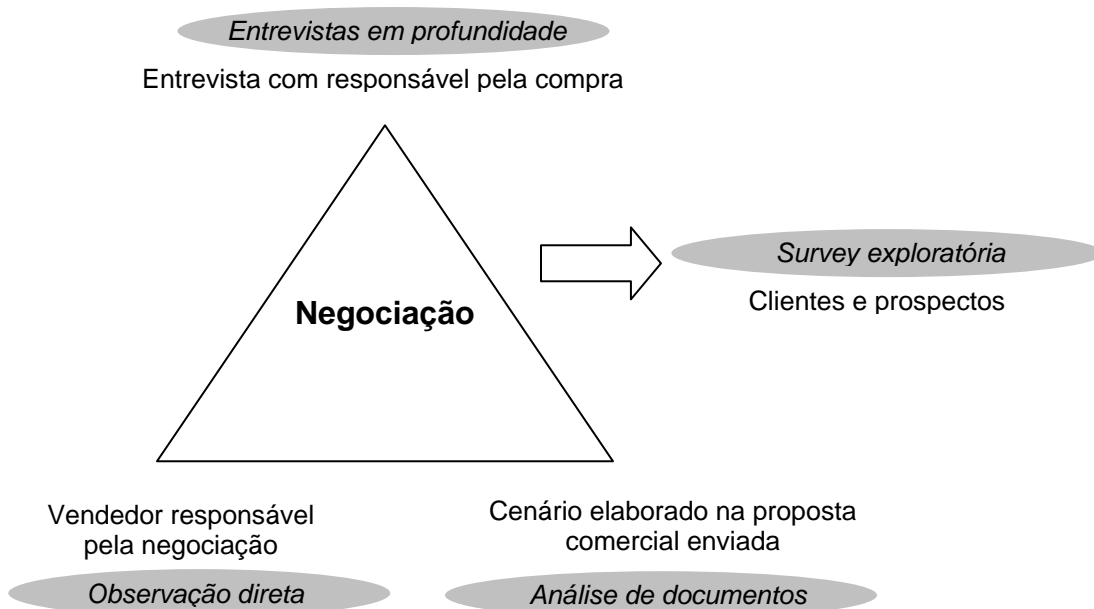 Entrevistas em profundidade
Entrevista com responsável pela compra
Survey exploratória
Negociação
Clientes e prospectos
Vendedor responsável
pela negociação
Cenário elaborado na proposta
comercial enviada
Observação direta
Análise de documentos